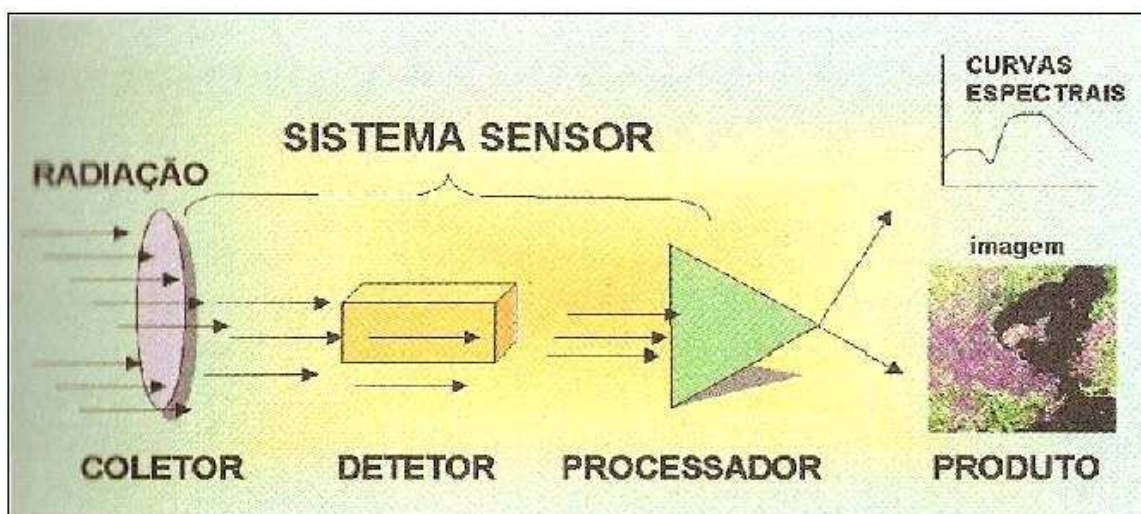 CURVAS
ESPECTRAIS
SISTEMA SENSOR
RADIAÇÃO
imagem
COLETOR DETETOR PROCESSADOR PRODUTO